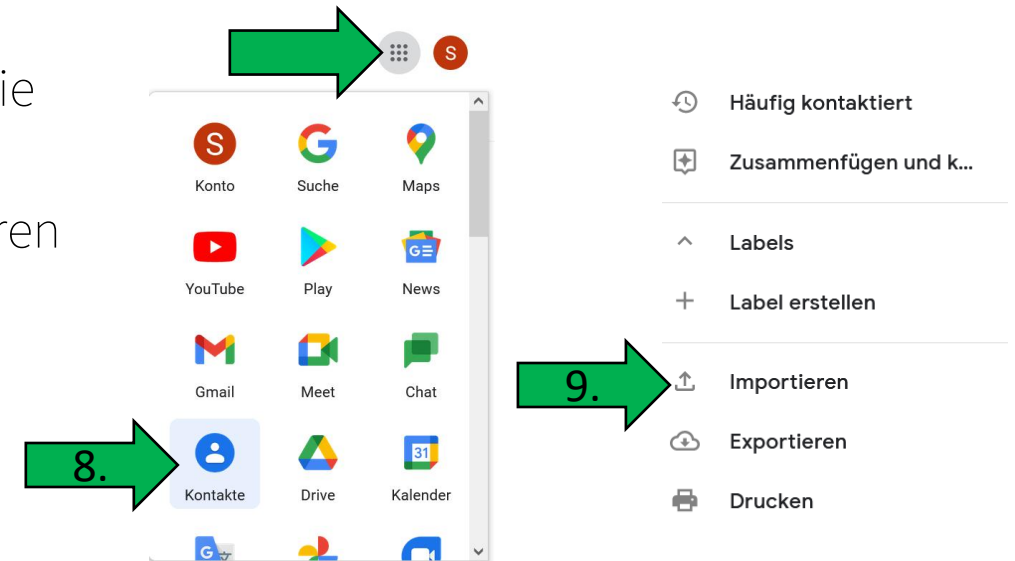 S
ie
S
Konto Suche Maps
ren
YouTube Play News
Gmail Meet Chat
8.
31
Kontakte Drive Kalender
G
Häufig kontaktiert
Zusammenfügen und k...
Labels
Label erstellen
9.
Importieren
Exportieren
Drucken